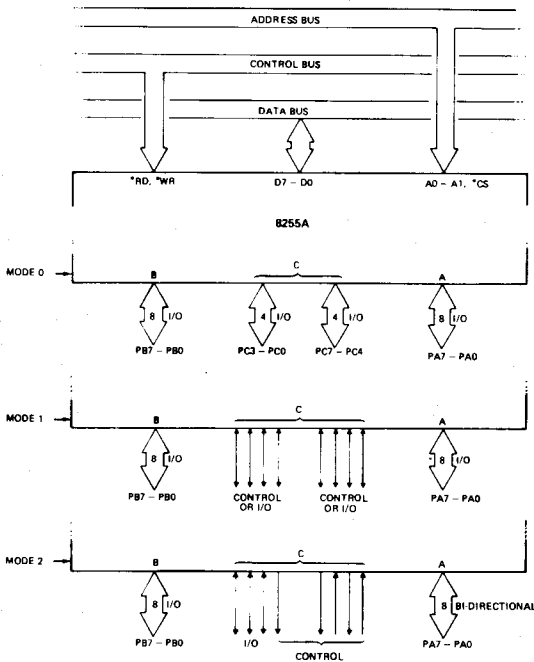 ADDRESS BUS
CONTROL BUS
DATA BUS
*RD, *WR D7 – D0 A0 – A1, *CS
8255A
MODE 0 B C A
8 I/O 4 I/O 4 I/O 8 I/O
PB7 – PB0 PC3 – PC0 PC7 – PC4 PA7 – PA0
MODE 1 B C A
8 I/O 8 I/O
PB7 – PB0 CONTROL OR I/O CONTROL OR I/O PA7 – PA0
MODE 2 B C A
8 I/O 8 BI-DIRECTIONAL
PB7 – PB0 I/O PA7 – PA0
CONTROL